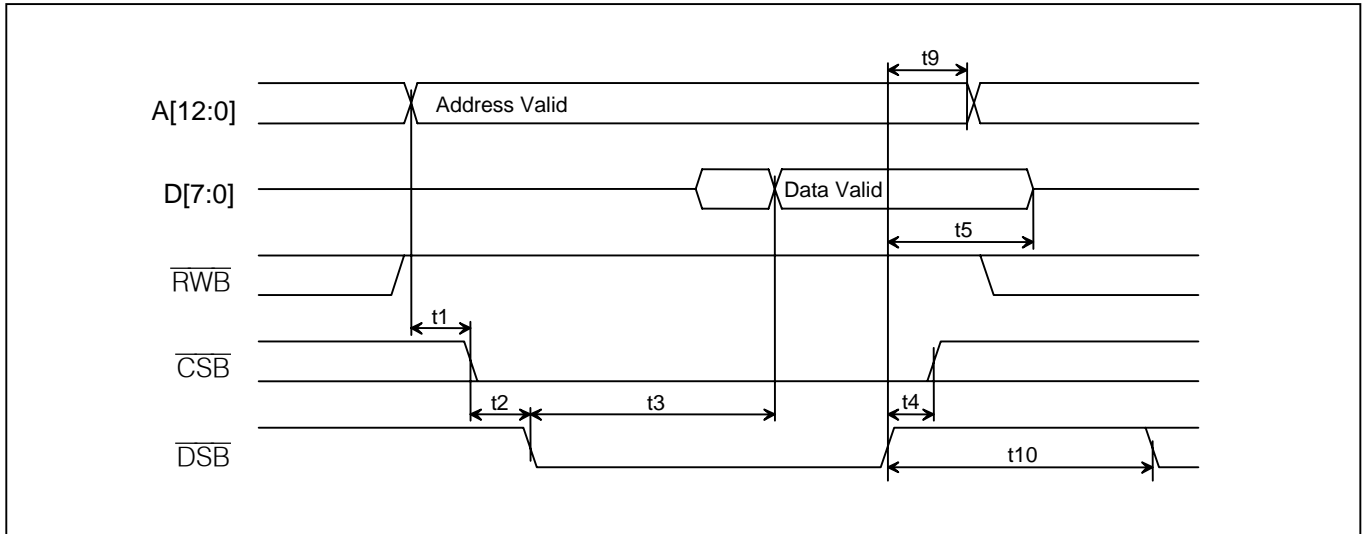 t9
A[12:0]
Address Valid
D[7:0]
Data Valid
t5
RWB
t1
CSB
t2
t3
t4
DSB
t10